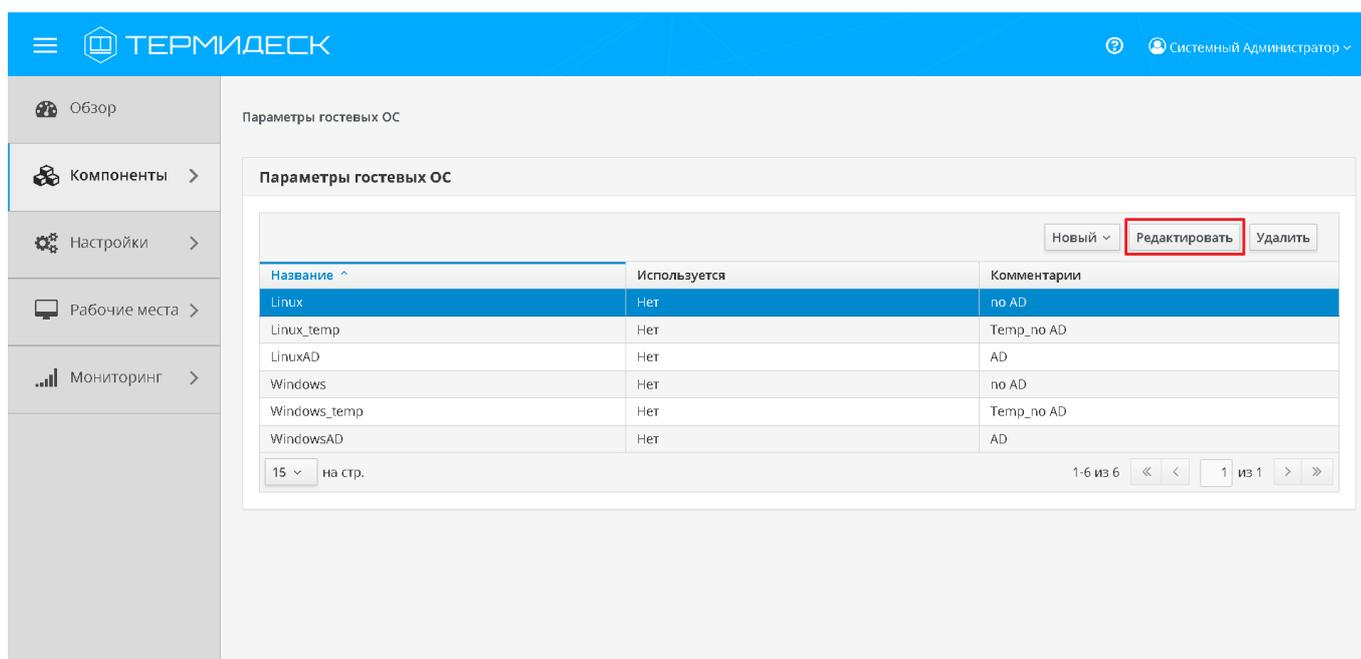 ТЕРМИДЕСК
Системный Администратор
Обзор
Компоненты
Настройки
Рабочие места
Мониторинг
Параметры гостевых ОС
Параметры гостевых ОС
Новый Редактировать Удалить
Название Используется Комментарии
Linux Нет no AD
Linux_temp Нет Temp_no AD
LinuxAD Нет AD
Windows Нет no AD
Windows_temp Нет Temp_no AD
WindowsAD Нет AD
15 на стр. 1-6 из 6 1 из 1